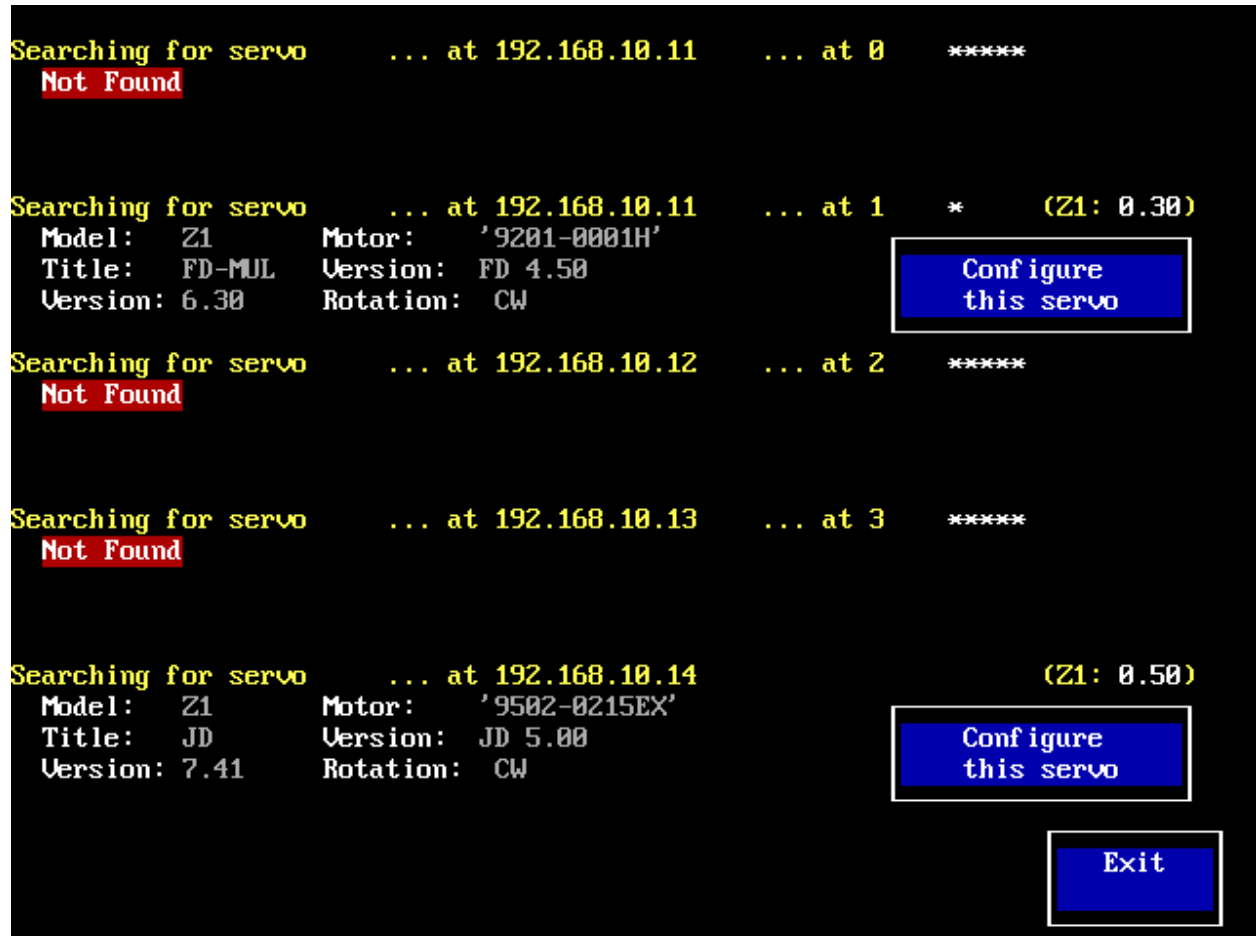 Searching for servo ... at 192.168.10.11 ... at 0 *****
Not Found
Searching for servo ... at 192.168.10.11 ... at 1 * (Z1: 0.30)
Model: Z1 Motor: '9201-0001H'
Title: FD-MUL Version: FD 4.50
Version: 6.30 Rotation: CW
Configure
this servo
Searching for servo ... at 192.168.10.12 ... at 2 *****
Not Found
Searching for servo ... at 192.168.10.13 ... at 3 *****
Not Found
Searching for servo ... at 192.168.10.14 (Z1: 0.50)
Model: Z1 Motor: '9502-0215EX'
Title: JD Version: JD 5.00
Version: 7.41 Rotation: CW
Configure
this servo
Exit